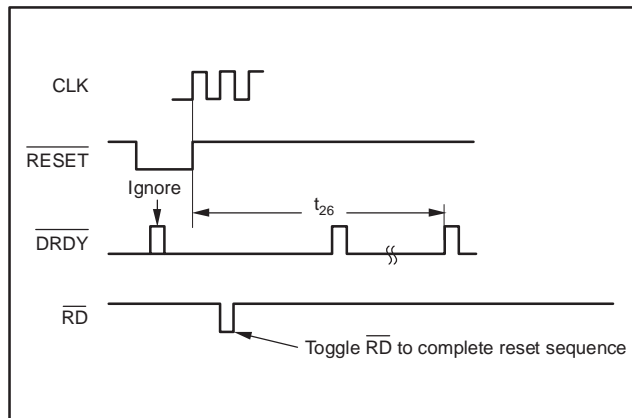 CLK
RESET
Ignore
t26
DRDY
RD
Toggle RD to complete reset sequence